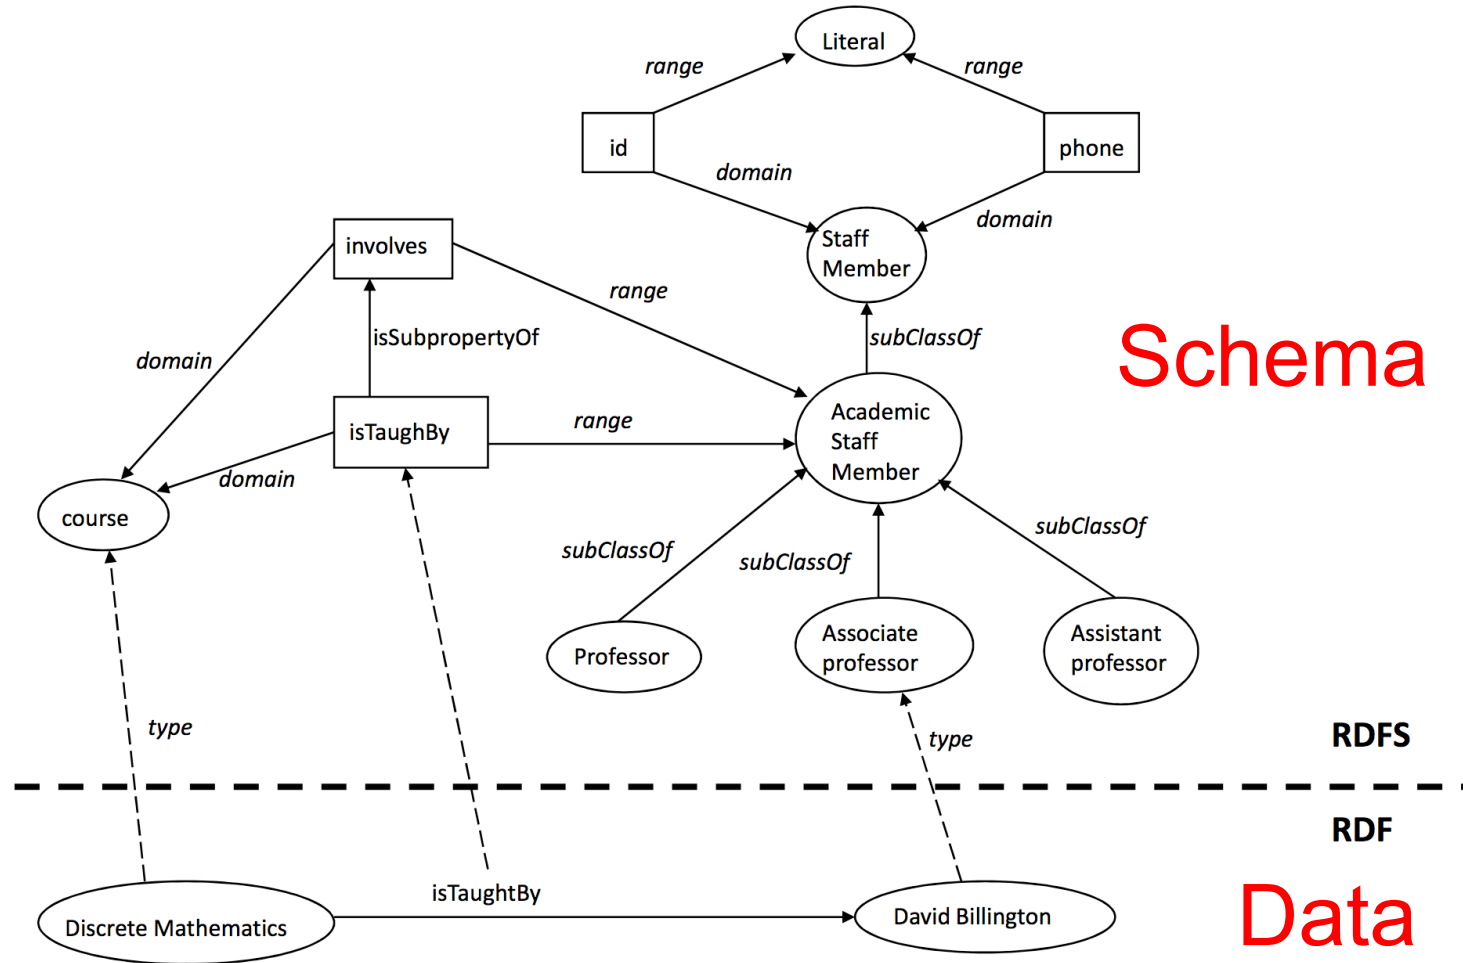 Literal
range
range
id
phone
domain
domain
Staff
Member
involves
range
isSubpropertyOf
subClassOf
Schema
domain
Academic
Staff
Member
isTaughBy
range
domain
course
subClassOf
subClassOf
subClassOf
Professor
Associate
professor
Assistant
professor
type
type
RDFS
RDF
isTaughtBy
Discrete Mathematics
David Billington
Data